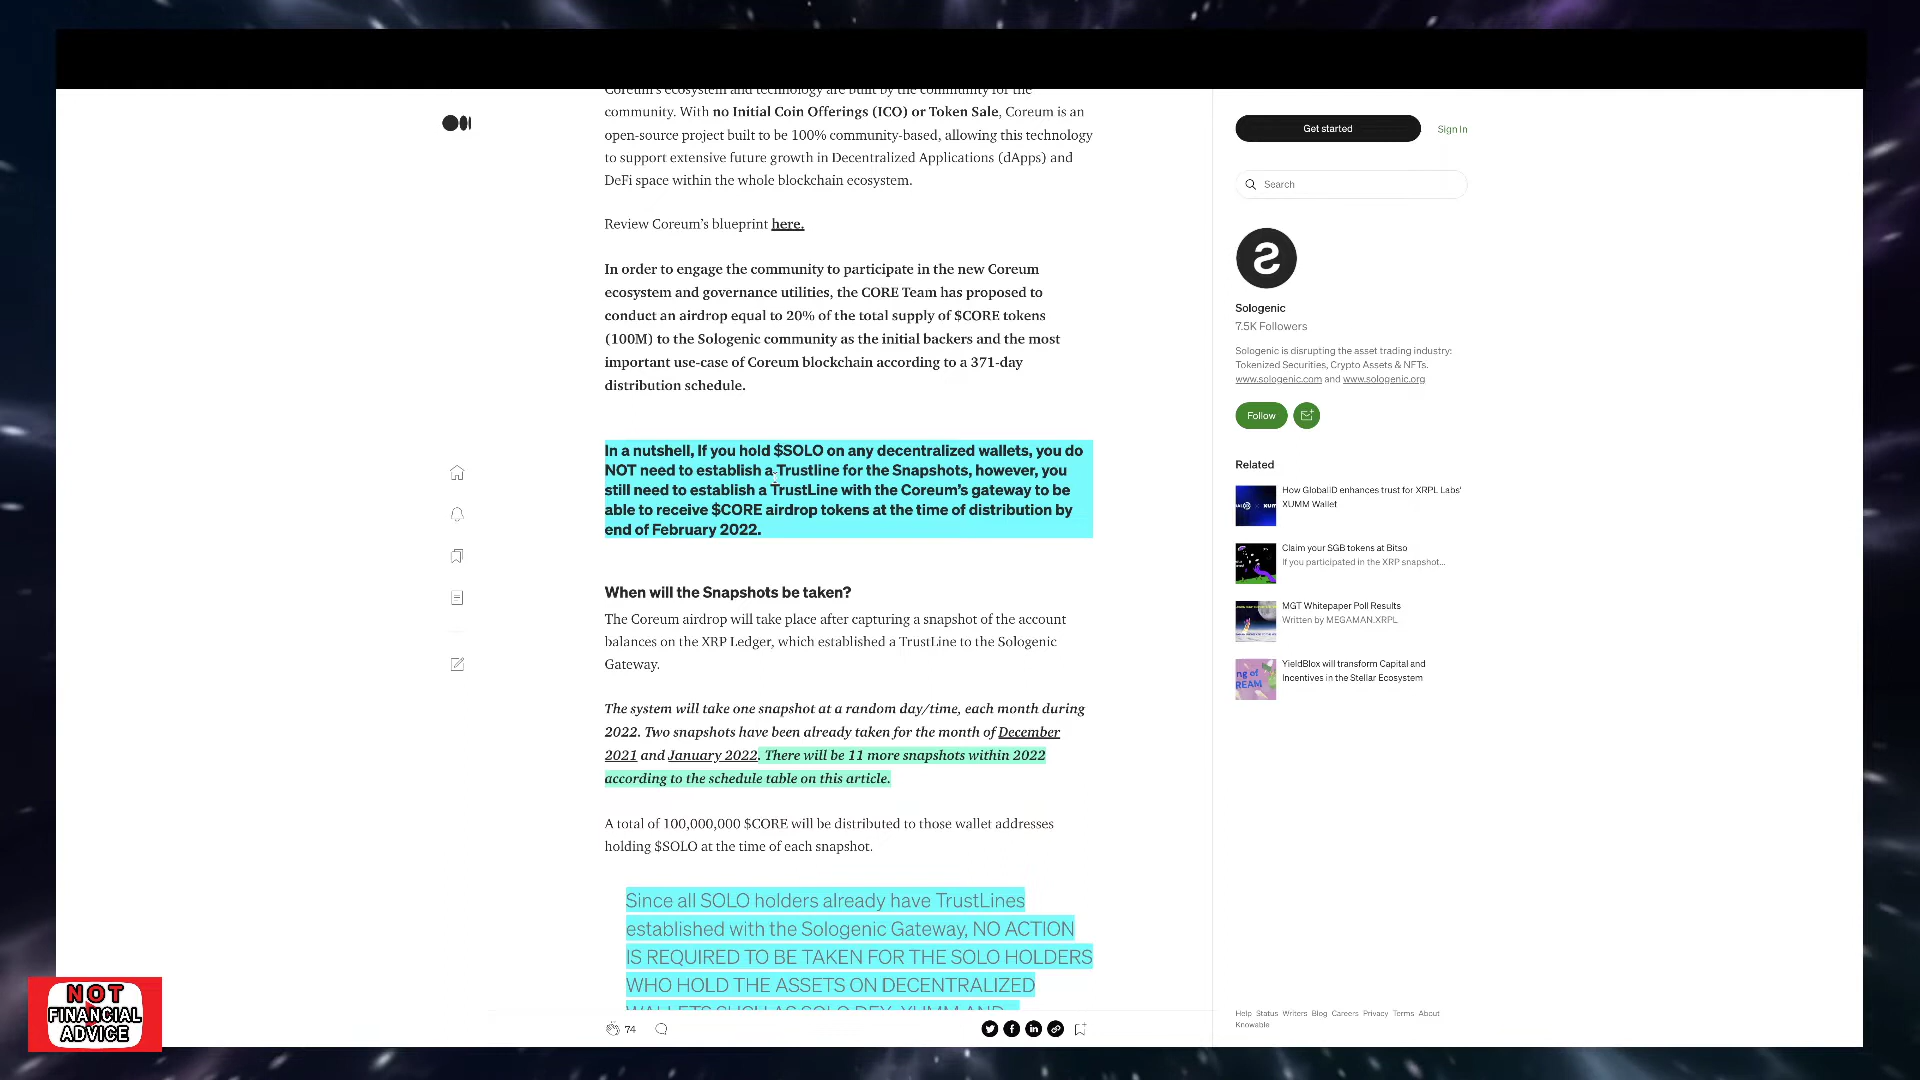 Coreum's ecosystem and technology are built by the community for the
community. With no Initial Coin Offerings (ICO) or Token Sale, Coreum is an
open-source project built to be 100% community-based, allowing this technology
to support extensive future growth in Decentralized Applications (dApps) and
DeFi space within the whole blockchain ecosystem.
Review Coreum's blueprint here.
In order to engage the community to participate in the new Coreum
ecosystem and governance utilities, the CORE Team has proposed to
conduct an airdrop equal to 20% of the total supply of $CORE tokens
(100M) to the Sologenic community as the initial backers and the most
important use-case of Coreum blockchain according to a 371-day
distribution schedule.
In a nutshell, If you hold $SOLO on any decentralized wallets, you do
NOT need to establish a Trustline for the Snapshots, however, you
still need to establish a TrustLine with the Coreum's gateway to be
able to receive $CORE airdrop tokens at the time of distribution by
end of February 2022.
When will the Snapshots be taken?
The Coreum airdrop will take place after capturing a snapshot of the account
balances on the XRP Ledger, which established a TrustLine to the Sologenic
Gateway.
The system will take one snapshot at a random day/time, each month during
2022. Two snapshots have been already taken for the month of December
2021 and January 2022. There will be 11 more snapshots within 2022
according to the schedule table on this article.
A total of 100,000,000 $CORE will be distributed to those wallet addresses
holding $SOLO at the time of each snapshot.
Since all SOLO holders already have TrustLines
established with the Sologenic Gateway, NO ACTION
IS REQUIRED TO BE TAKEN FOR THE SOLO HOLDERS
WHO HOLD THE ASSETS ON DECENTRALIZED
WALLETS SUCH AS SOLO DEX, XUMM AND
74
Get started
Sign In
Search
Sologenic
7.5K Followers
Sologenic is disrupting the asset trading industry:
Tokenized Securities, Crypto Assets & NFTs.
www.sologenic.com and www.sologenic.org
Follow
Related
How GlobaliD enhances trust for XRPL Labs'
XUMM Wallet
Claim your SGB tokens at Bitso
If you participated in the XRP snapshot...
MGT Whitepaper Poll Results
Written by MEGAMAN.XRPL
YieldBlox will transform Capital and
Incentives in the Stellar Ecosystem
Help Status Writers Blog Careers Privacy Terms About
Knowable
NOT
FINANCIAL
ADVICE